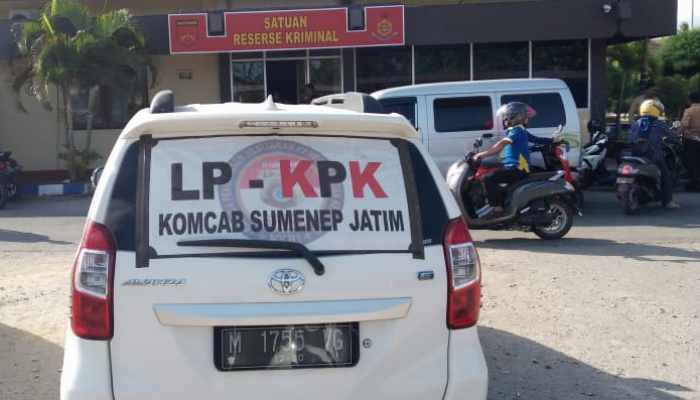 SATUAN
RESERSE KRIMINAL
LP - KPK
KOMCAB SUMENEP JATIM
AVANZA
G
M 1755 VG